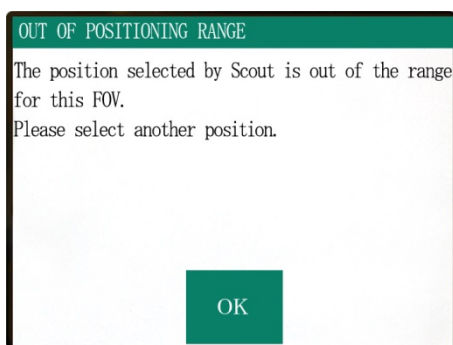 OUT OF POSITIONING RANGE
The position selected by Scout is out of the range
for this FOV.
Please select another position.
OK